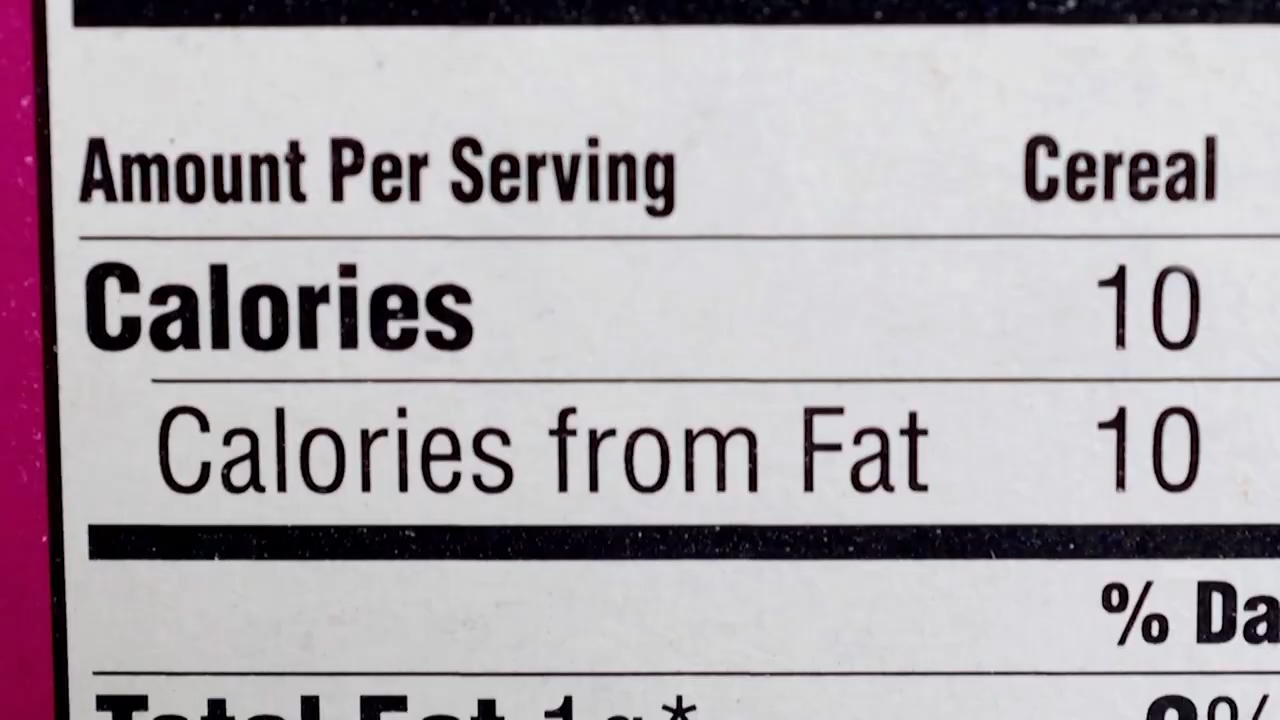 Amount Per Serving Cereal
Calories 10
Calories from Fat 10
% Da
Total Fat 1g*